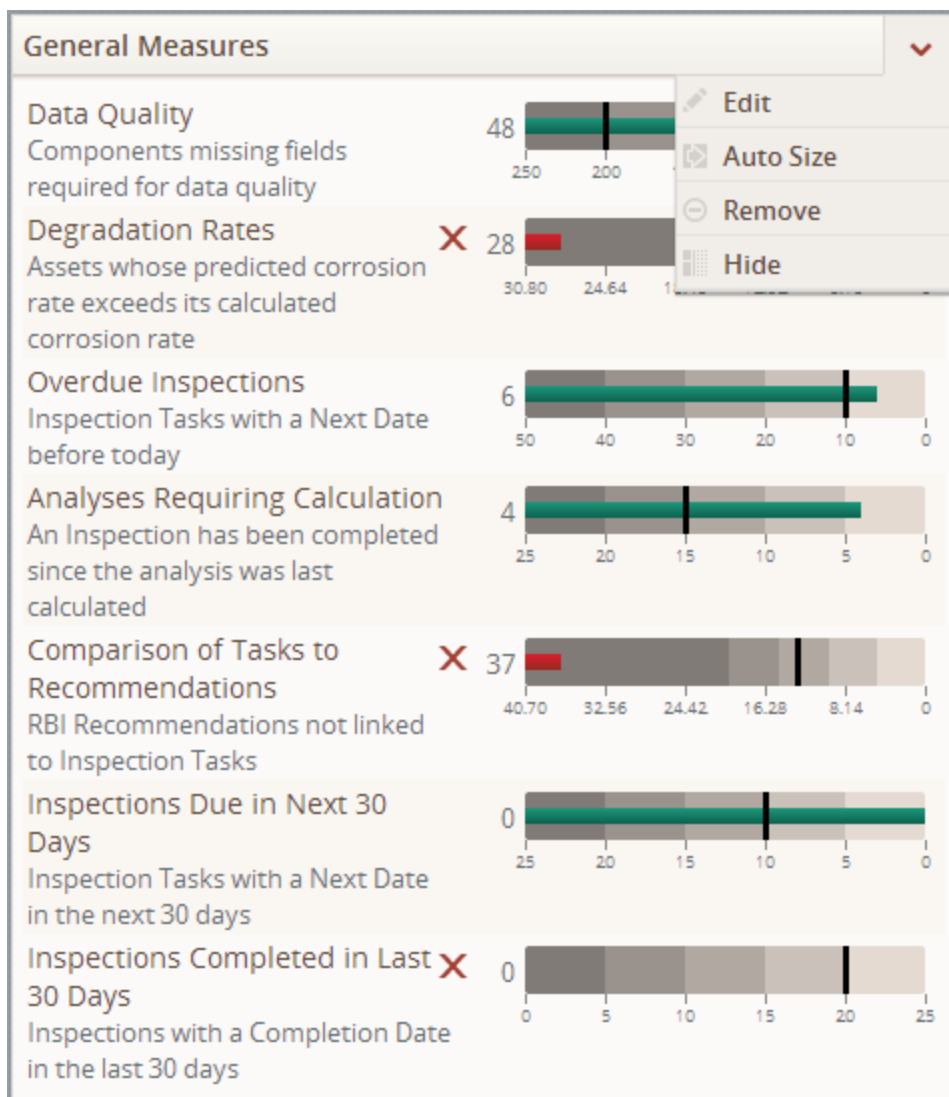 General Measures
Edit
Auto Size
Remove
Hide
Data Quality
Components missing fields
required for data quality
48
250 200
Degradation Rates
Assets whose predicted corrosion
rate exceeds its calculated
corrosion rate
28
30.80 24.64
Overdue Inspections
Inspection Tasks with a Next Date
before today
6
50 40 30 20 10 0
Analyses Requiring Calculation
An Inspection has been completed
since the analysis was last
calculated
4
25 20 15 10 5 0
Comparison of Tasks to
Recommendations
RBI Recommendations not linked
to Inspection Tasks
37
40.70 32.56 24.42 16.28 8.14 0
Inspections Due in Next 30
Days
Inspection Tasks with a Next Date
in the next 30 days
0
25 20 15 10 5 0
Inspections Completed in Last
30 Days
Inspections with a Completion Date
in the last 30 days
0
0 5 10 15 20 25